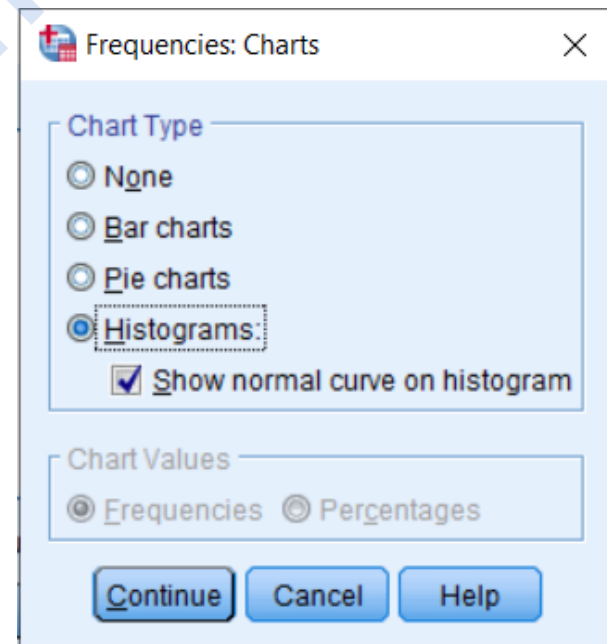 Frequencies: Charts
Chart Type
None
Bar charts
Pie charts
Histograms:
Show normal curve on histogram
Chart Values
Frequencies Percentages
Continue Cancel Help